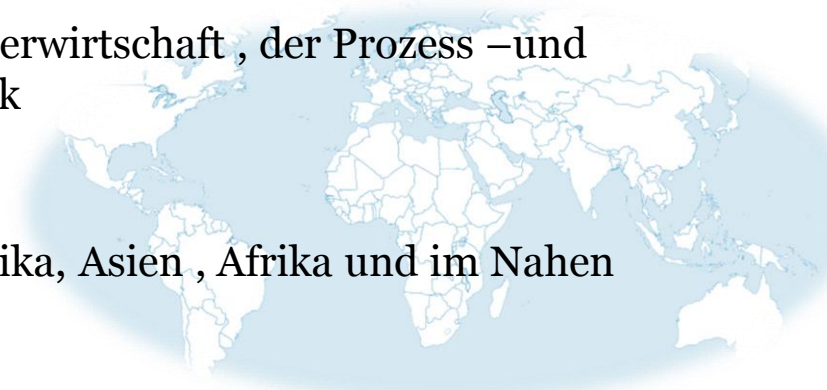 erwirtschaft , der Prozess –und
k
ika, Asien , Afrika und im Nahen